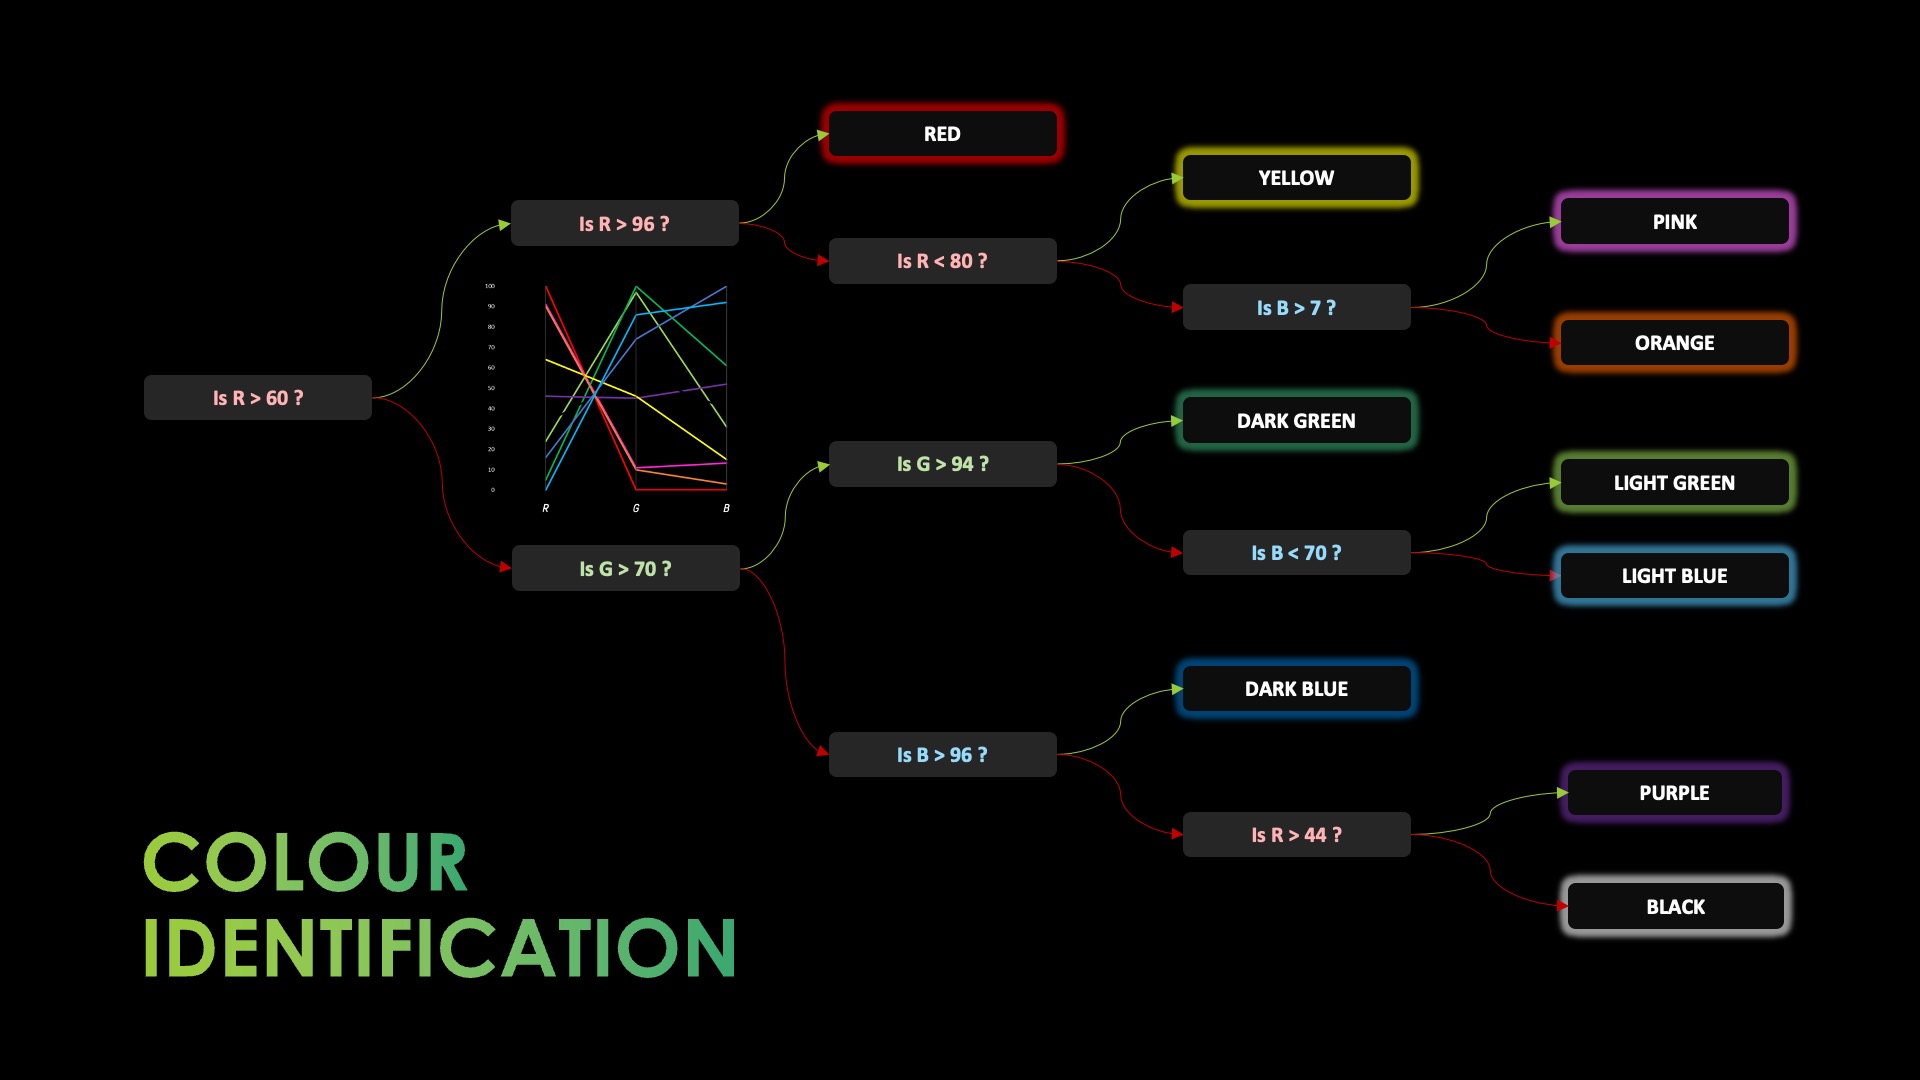 RED
YELLOW
Is R > 96 ?
PINK
Is R < 80 ?
Is B > 7 ?
ORANGE
100
90
80
70
60
50
40
30
20
10
0
R
G
B
Is R > 60 ?
DARK GREEN
Is G > 94 ?
LIGHT GREEN
Is B < 70 ?
Is G > 70 ?
LIGHT BLUE
DARK BLUE
Is B > 96 ?
PURPLE
Is R > 44 ?
BLACK
COLOUR
IDENTIFICATION